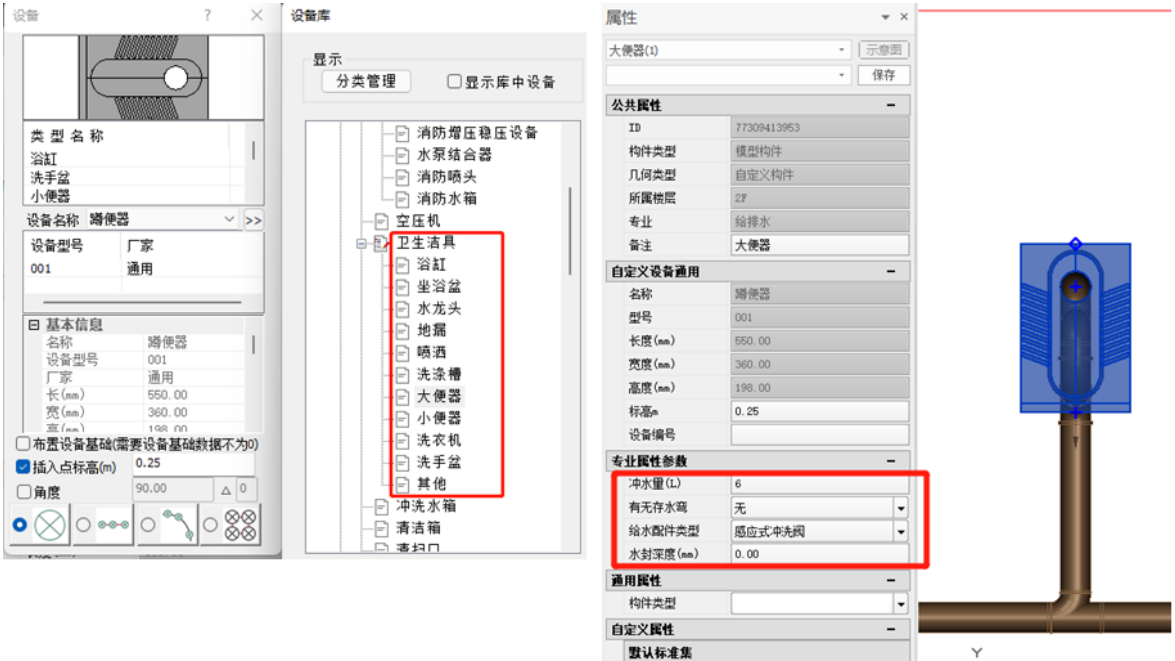 设备 ? ×
类型名称
浴缸
洗手盆
小便器
设备名称 蹲便器 >>
设备型号 厂家
001 通用
基本信息
名称 蹲便器
设备型号 001
厂家 通用
长(mm) 550.00
宽(mm) 360.00
高(mm) 198.00
布置设备基础(需要设备基础数据不为0)
插入点标高(m) 0.25
角度 90.00 0
设备库
显示
分类管理 显示库中设备
消防增压稳压设备
水泵结合器
消防喷头
消防水箱
空压机
卫生洁具
浴缸
坐浴盆
水龙头
地漏
喷洒
洗涤槽
大便器
小便器
洗衣机
洗手盆
其他
冲洗水箱
清洁箱
清扫口
属性
大便器(1) 示意图
保存
公共属性
ID 77309413953
构件类型 模型构件
几何类型 自定义构件
所属楼层 2F
专业 给排水
备注 大便器
自定义设备通用
名称 蹲便器
型号 001
长度(mm) 550.00
宽度(mm) 360.00
高度(mm) 198.00
标高m 0.25
设备编号
专业属性参数
冲水量(L) 6
有无存水弯 无
给水配件类型 感应式冲洗阀
水封深度(mm) 0.00
通用属性
构件类型
自定义属性
默认标准集
Y